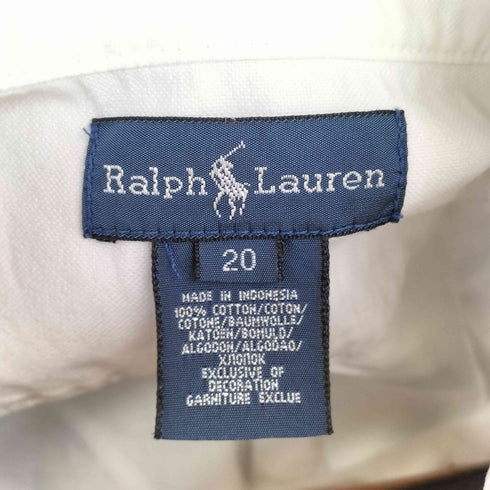 Ralph Lauren
20
MADE IN INDONESIA
100% COTTON/COTON/
COTONE/BAUMWOLLE/
KATOEN/BOMULD/
ALGODON/ALGODAO/
ХЛОПОК
EXCLUSIVE OF
DECORATION
GARNITURE EXCLUE